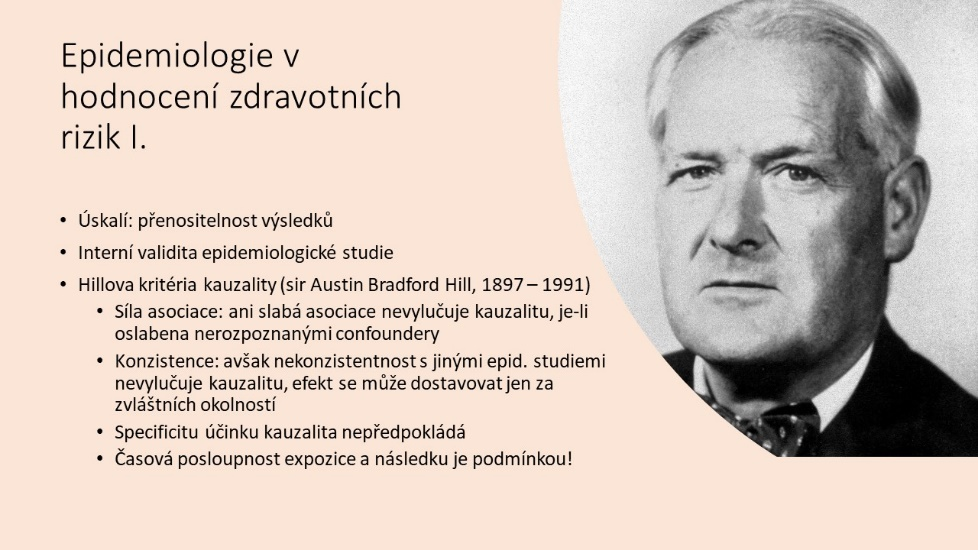 Epidemiologie v
hodnocení zdravotních
rizik I.
• Úskalí: přenositelnost výsledků
• Interní validita epidemiologické studie
• Hillova kritéria kauzality (sir Austin Bradford Hill, 1897 – 1991)
• Síla asociace: ani slabá asociace nevylučuje kauzalitu, je-li
oslabena nerozpoznanými confoundery
• Konzistence: avšak nekonzistentnost s jinými epid. studiemi
nevylučuje kauzalitu, efekt se může dostavovat jen za
zvláštních okolností
• Specificitu účinku kauzalita nepředpokládá
• Časová posloupnost expozice a následku je podmínkou!